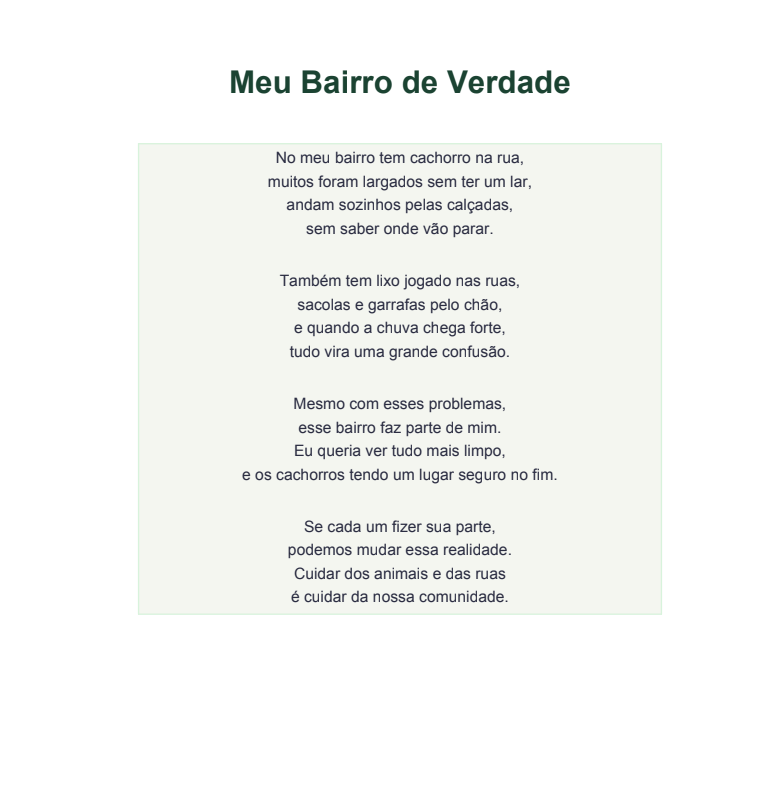 Meu Bairro de Verdade
No meu bairro tem cachorro na rua,
muitos foram largados sem ter um lar,
andam sozinhos pelas calçadas,
sem saber onde vão parar.
Também tem lixo jogado nas ruas,
sacolas e garrafas pelo chão,
e quando a chuva chega forte,
tudo vira uma grande confusão.
Mesmo com esses problemas,
esse bairro faz parte de mim.
Eu queria ver tudo mais limpo,
e os cachorros tendo um lugar seguro no fim.
Se cada um fizer sua parte,
podemos mudar essa realidade.
Cuidar dos animais e das ruas
é cuidar da nossa comunidade.